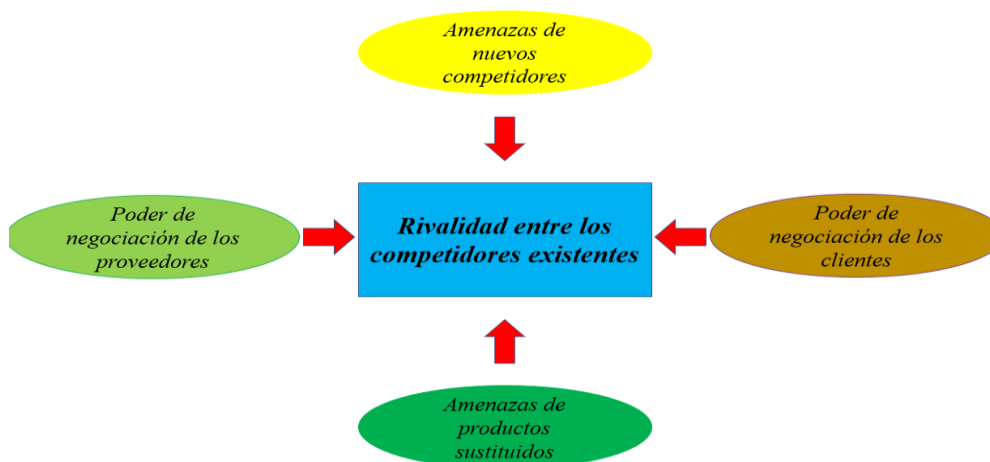 Amenazas de
nuevos
competidores
Poder de
negociación de los
proveedores
Rivalidad entre los
competidores existentes
Poder de
negociación de los
clientes
Amenazas de
productos
sustituidos